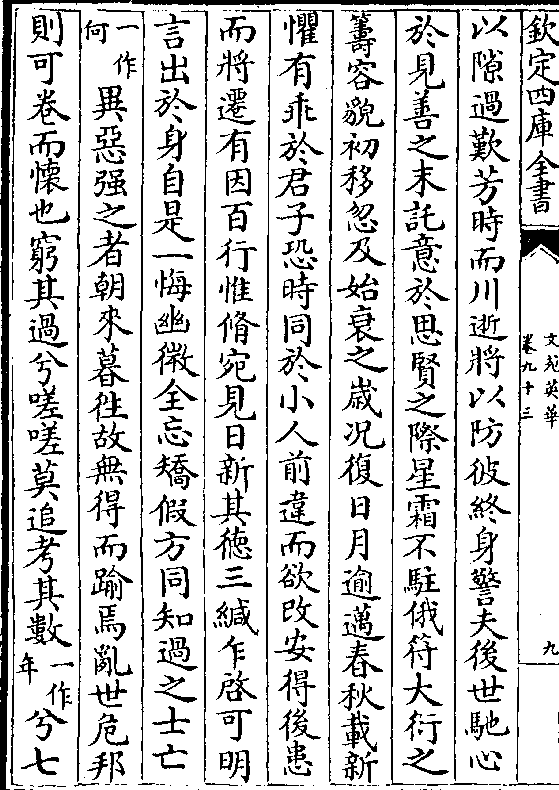 欽定四庫全書
文苑英華
卷九十三
九
以隙過歎芳時而川逝將以防彼終身警夫後世馳心
於見善之末託意於思賢之際星霜不駐俄符大衍之
籌容貌初移忽及始衰之歲况復日月逾邁春秋載新
懼有乖於君子恐時同於小人前違而欲改安得後患
而將遷有因百行惟脩宛見日新其德三緘乍啓可明
言出於身自是一悔幽微全忘矯假方同知過之士亡
一作何異惡强之者朝來暮徃故無得而踰焉亂世危邦
則可卷而懷也窮其過兮嗟嗟莫追考其數一作年兮七